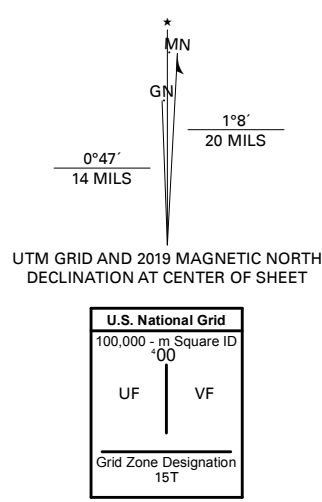 ★
MN
GN
1°8´
20 MILS
0°47´
14 MILS
UTM GRID AND 2019 MAGNETIC NORTH
DECLINATION AT CENTER OF SHEET
U.S. National Grid
100,000 - m Square ID
⁴00
UF VF
Grid Zone Designation
15T